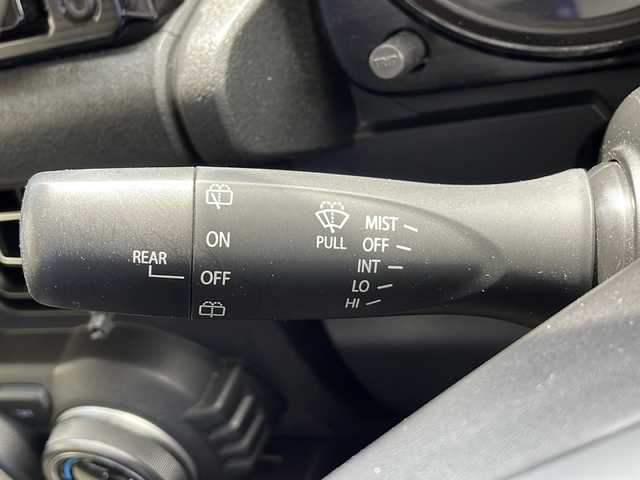 REAR
ON
OFF
PULL
MIST
OFF
INT
LO
HI